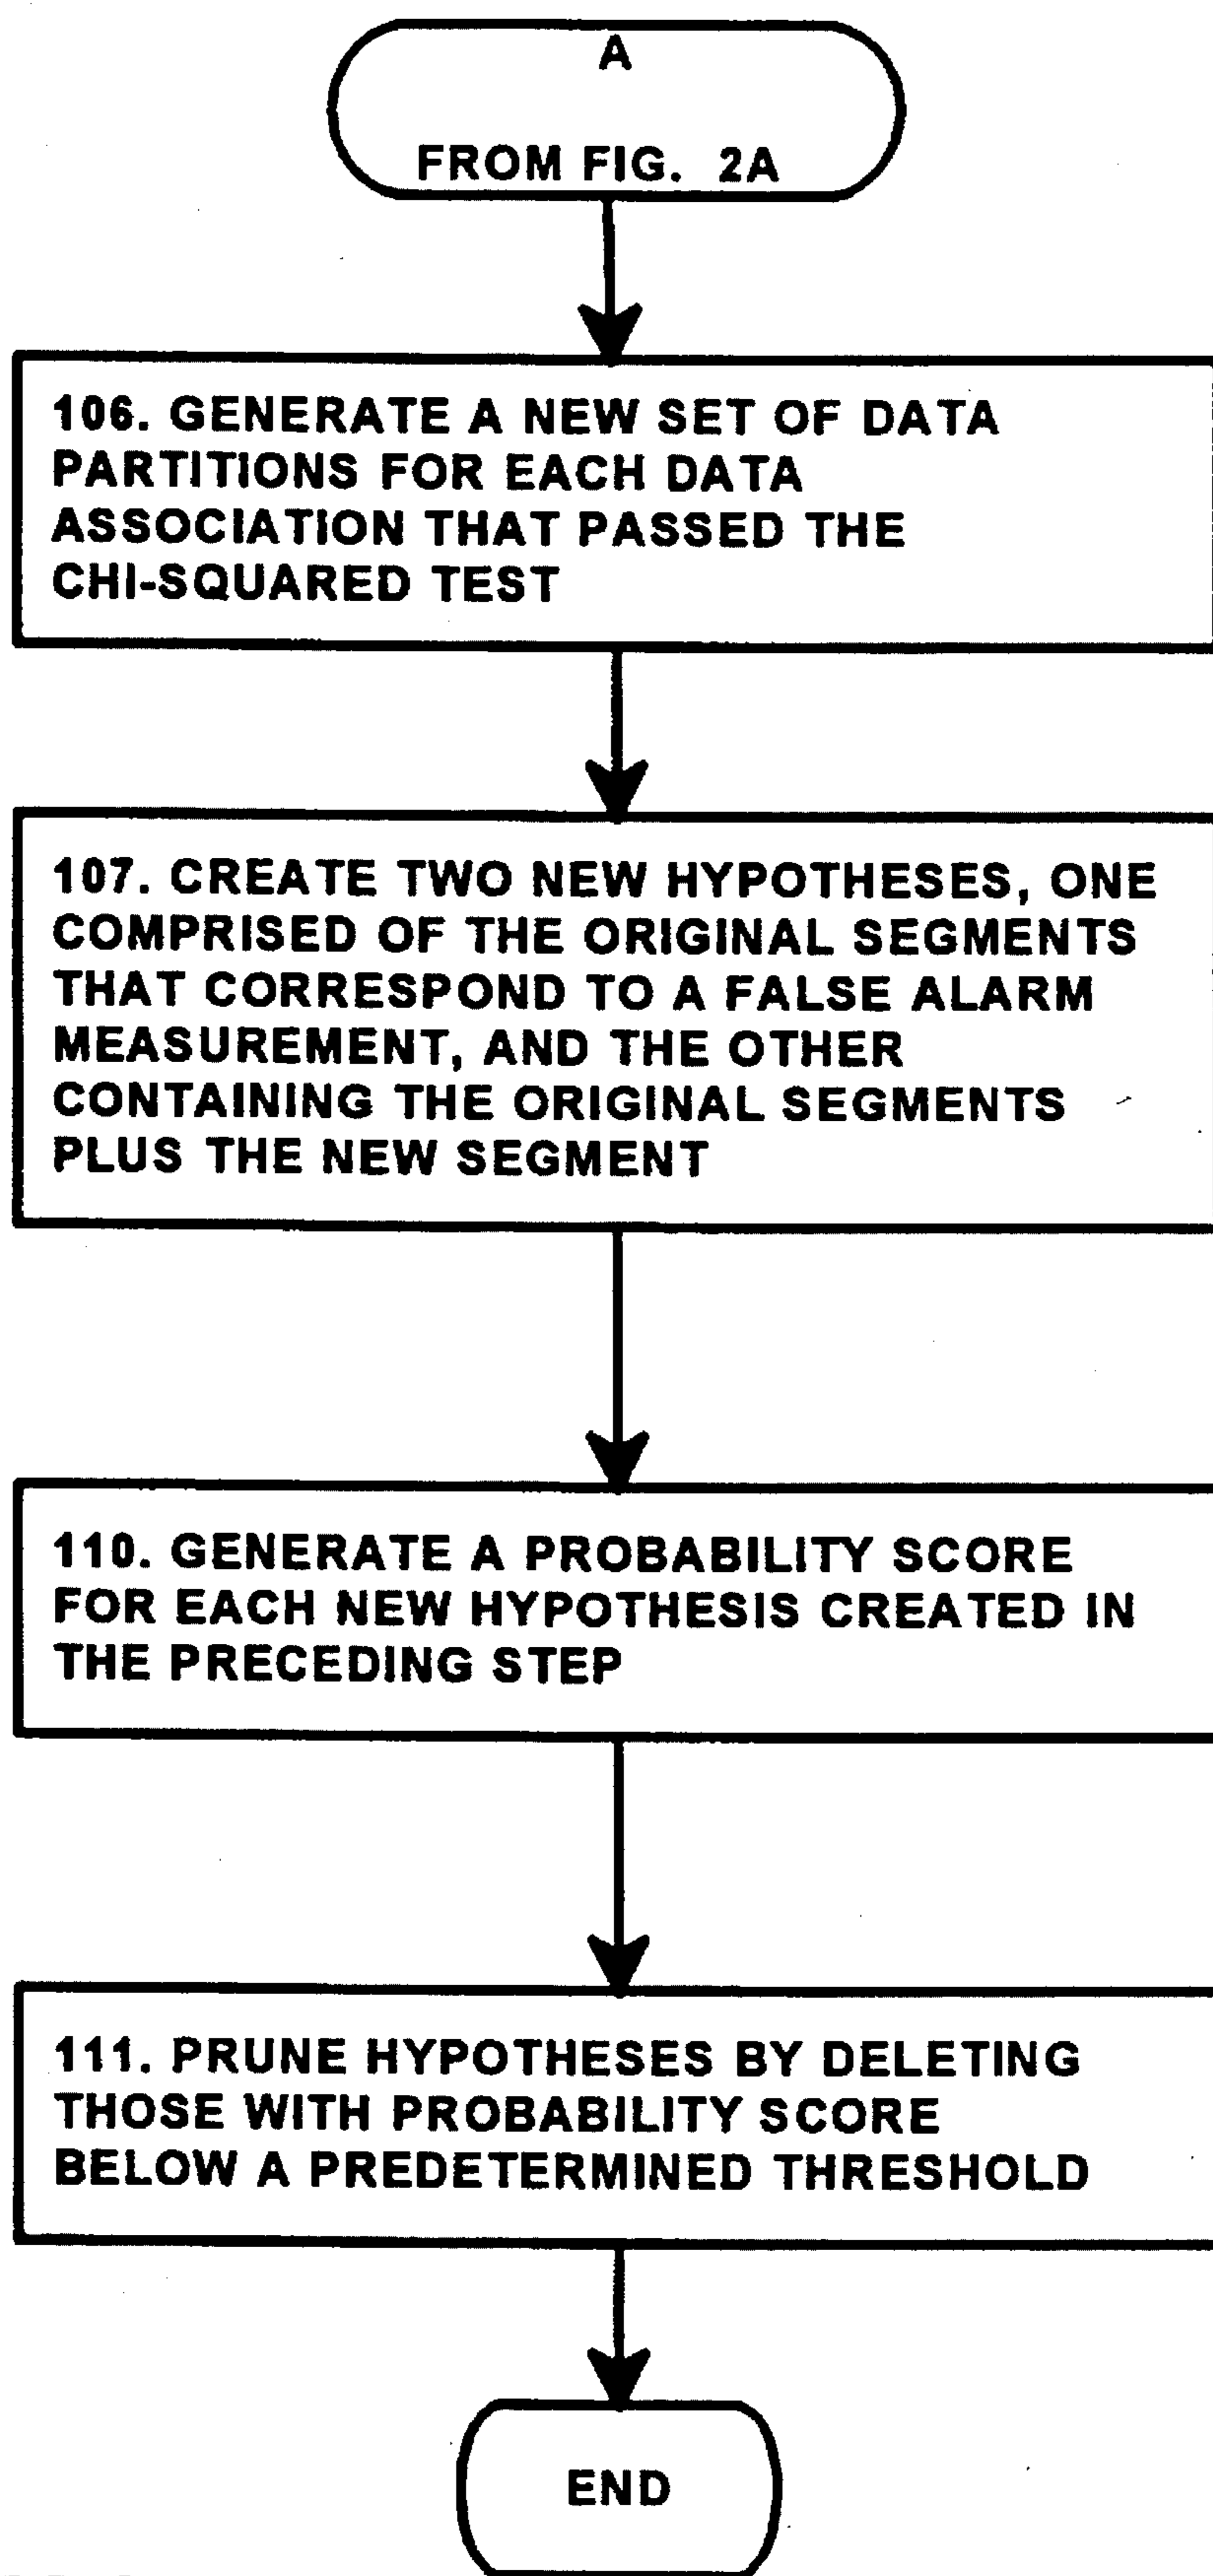 A
FROM FIG. 2A
106. GENERATE A NEW SET OF DATA
PARTITIONS FOR EACH DATA
ASSOCIATION THAT PASSED THE
CHI-SQUARED TEST
107. CREATE TWO NEW HYPOTHESES, ONE
COMPRISED OF THE ORIGINAL SEGMENTS
THAT CORRESPOND TO A FALSE ALARM
MEASUREMENT, AND THE OTHER
CONTAINING THE ORIGINAL SEGMENTS
PLUS THE NEW SEGMENT
110. GENERATE A PROBABILITY SCORE
FOR EACH NEW HYPOTHESIS CREATED IN
THE PRECEDING STEP
111. PRUNE HYPOTHESES BY DELETING
THOSE WITH PROBABILITY SCORE
BELOW A PREDETERMINED THRESHOLD
END